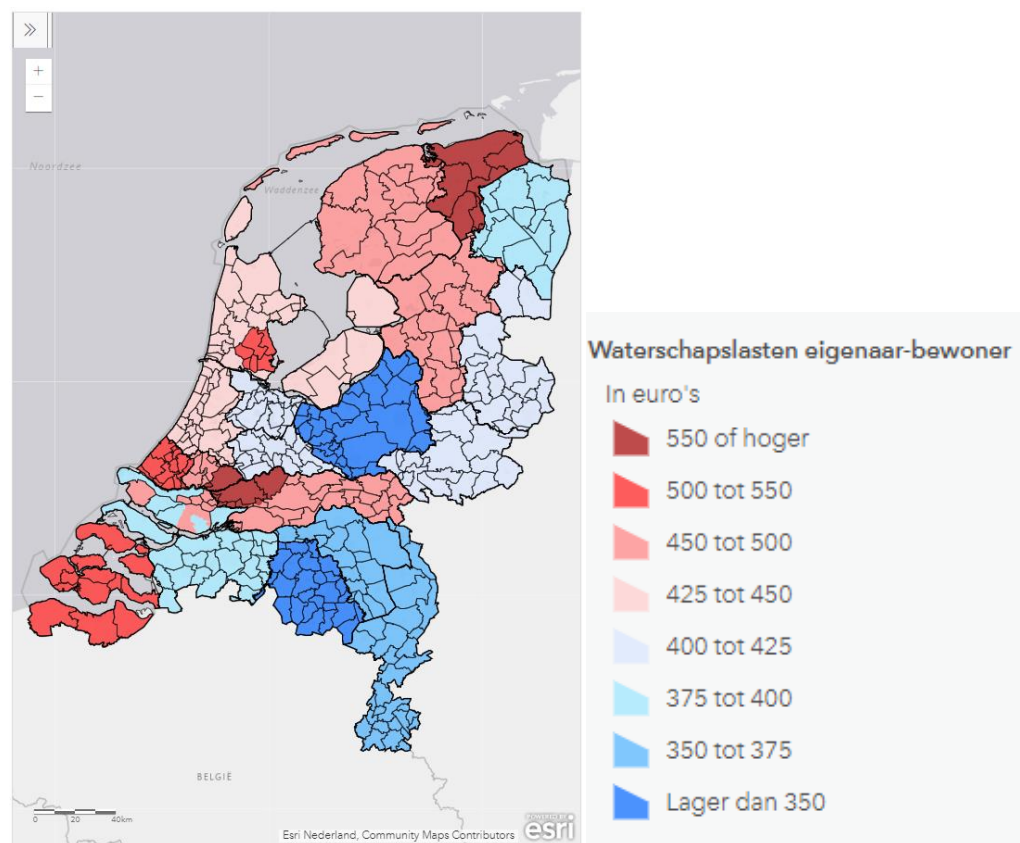 +
−
Noordzee
Waddenzee
BELGIË
0 20 40km
Esri Nederland, Community Maps Contributors
POWERED BY
esri
Waterschapslasten eigenaar-bewoner
In euro's
550 of hoger
500 tot 550
450 tot 500
425 tot 450
400 tot 425
375 tot 400
350 tot 375
Lager dan 350